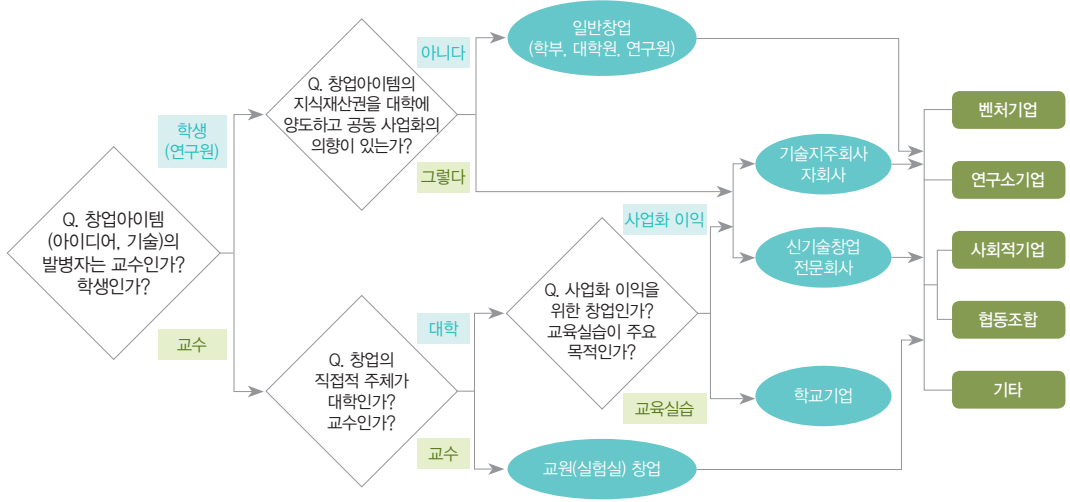 Q. 창업아이템
(아이디어, 기술)의
발병자는 교수인가?
학생인가?
학생
(연구원)
교수
Q. 창업아이템의
지식재산권을 대학에
양도하고 공동 사업화의
의향이 있는가?
아니다
그렇다
Q. 창업의
직접적 주체가
대학인가?
교수인가?
대학
교수
Q. 사업화 이익을
위한 창업인가?
교육실습이 주요
목적인가?
사업화 이익
교육실습
일반창업
(학부, 대학원, 연구원)
기술지주회사
자회사
신기술창업
전문회사
학교기업
교원(실험실) 창업
벤처기업
연구소기업
사회적기업
협동조합
기타